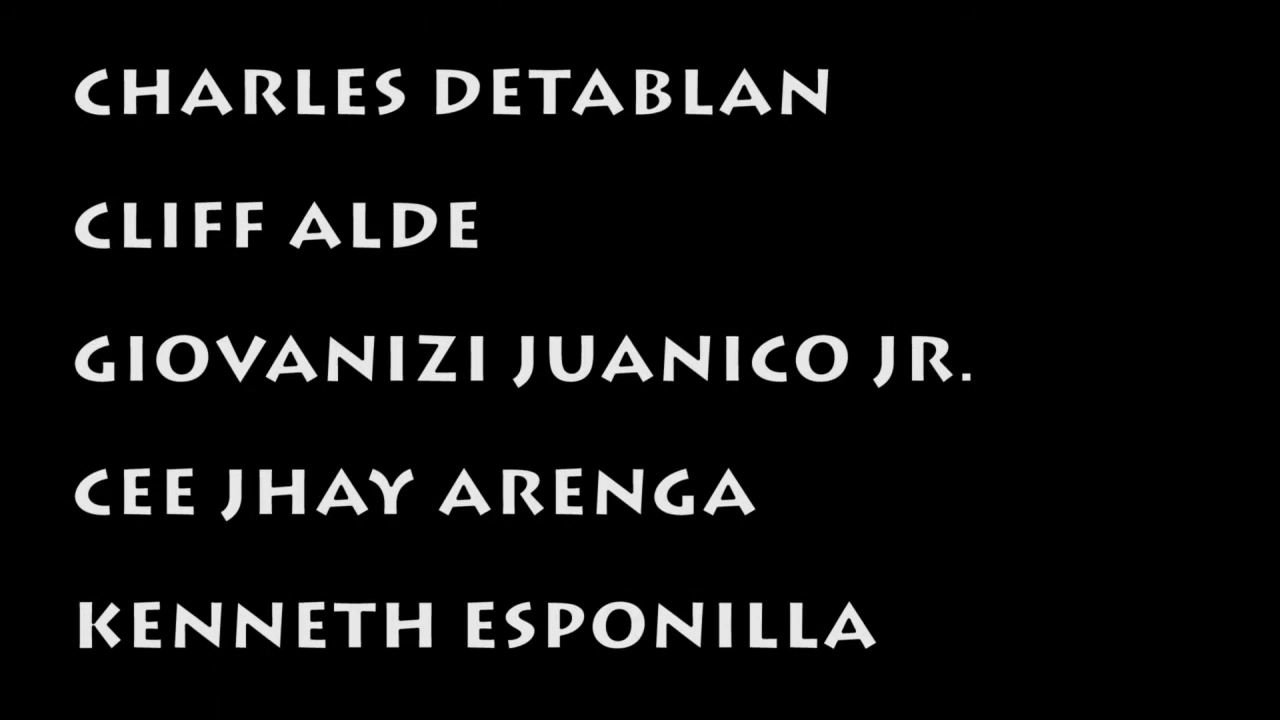 CHARLES DETABLAN
CLIFF ALDE
GIOVANIZI JUANICO JR.
CEE JHAY ARENGA
KENNETH ESPONILLA